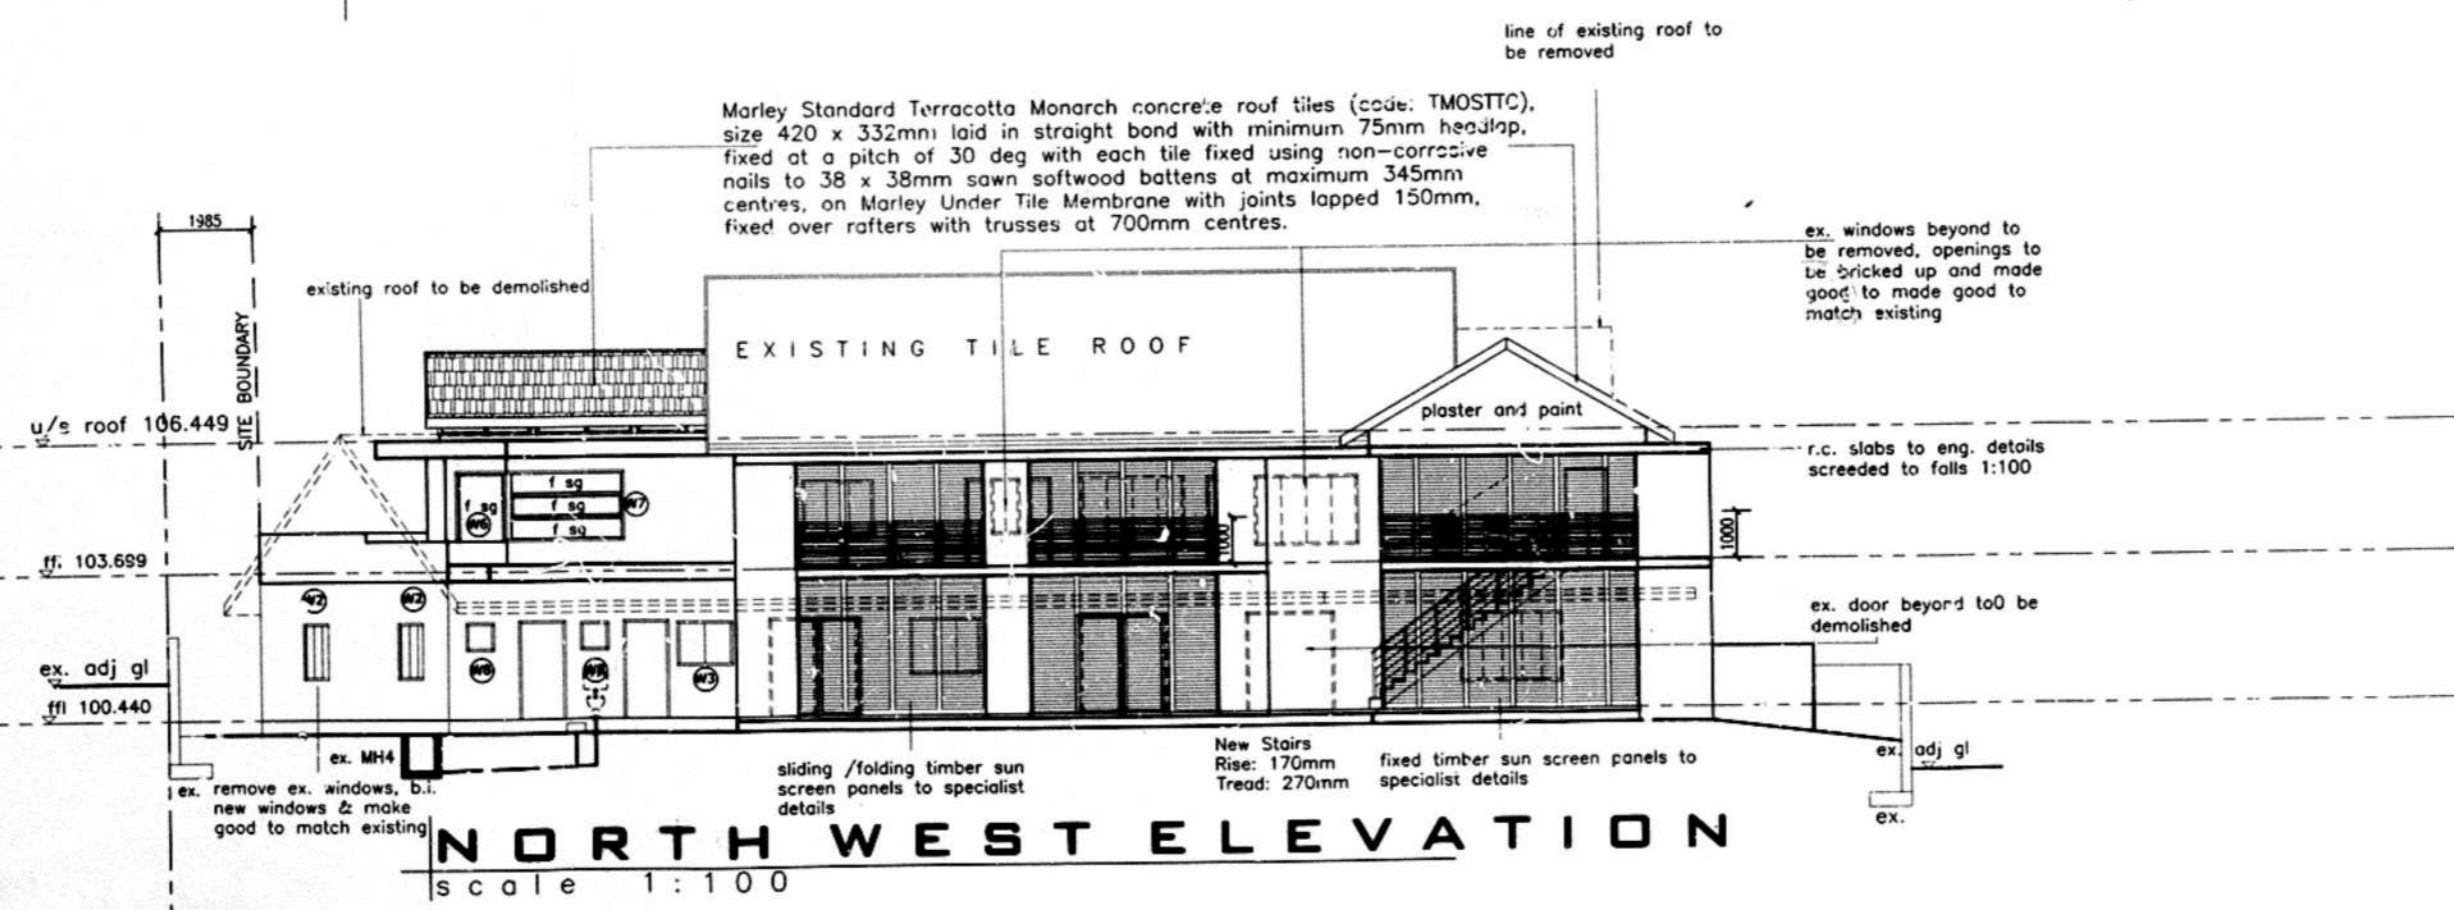 line of existing roof to
be removed
Marley Standard Terracotta Monarch concrete roof tiles (code: TMOSTTC),
size 420 x 332mm laid in straight bond with minimum 75mm headlap,
fixed at a pitch of 30 deg with each tile fixed using non-corrosive
nails to 38 x 38mm sawn softwood battens at maximum 345mm
centres, on Marley Under Tile Membrane with joints lapped 150mm,
fixed over rafters with trusses at 700mm centres.
1985
ex. windows beyond to
be removed, openings to
be bricked up and made
good to made good to
match existing
existing roof to be demolished
SITE BOUNDARY
EXISTING TILE ROOF
plaster and paint
u/s roof 106.449
r.c. slabs to eng. details
screeded to falls 1:100
f sg
f sg
f sg
f sg
W6
W7
1000
1000
ffl 103.699
W2
W2
ex. door beyond to0 be
demolished
ex. adj gl
W3
ffl 100.440
ex. MH4
ex.
remove ex. windows, b.i.
new windows & make
good to match existing
sliding /folding timber sun
screen panels to specialist
details
New Stairs
Rise: 170mm
Tread: 270mm
fixed timber sun screen panels to
specialist details
ex. adj gl
ex.
NORTH WEST ELEVATION
scale 1:100